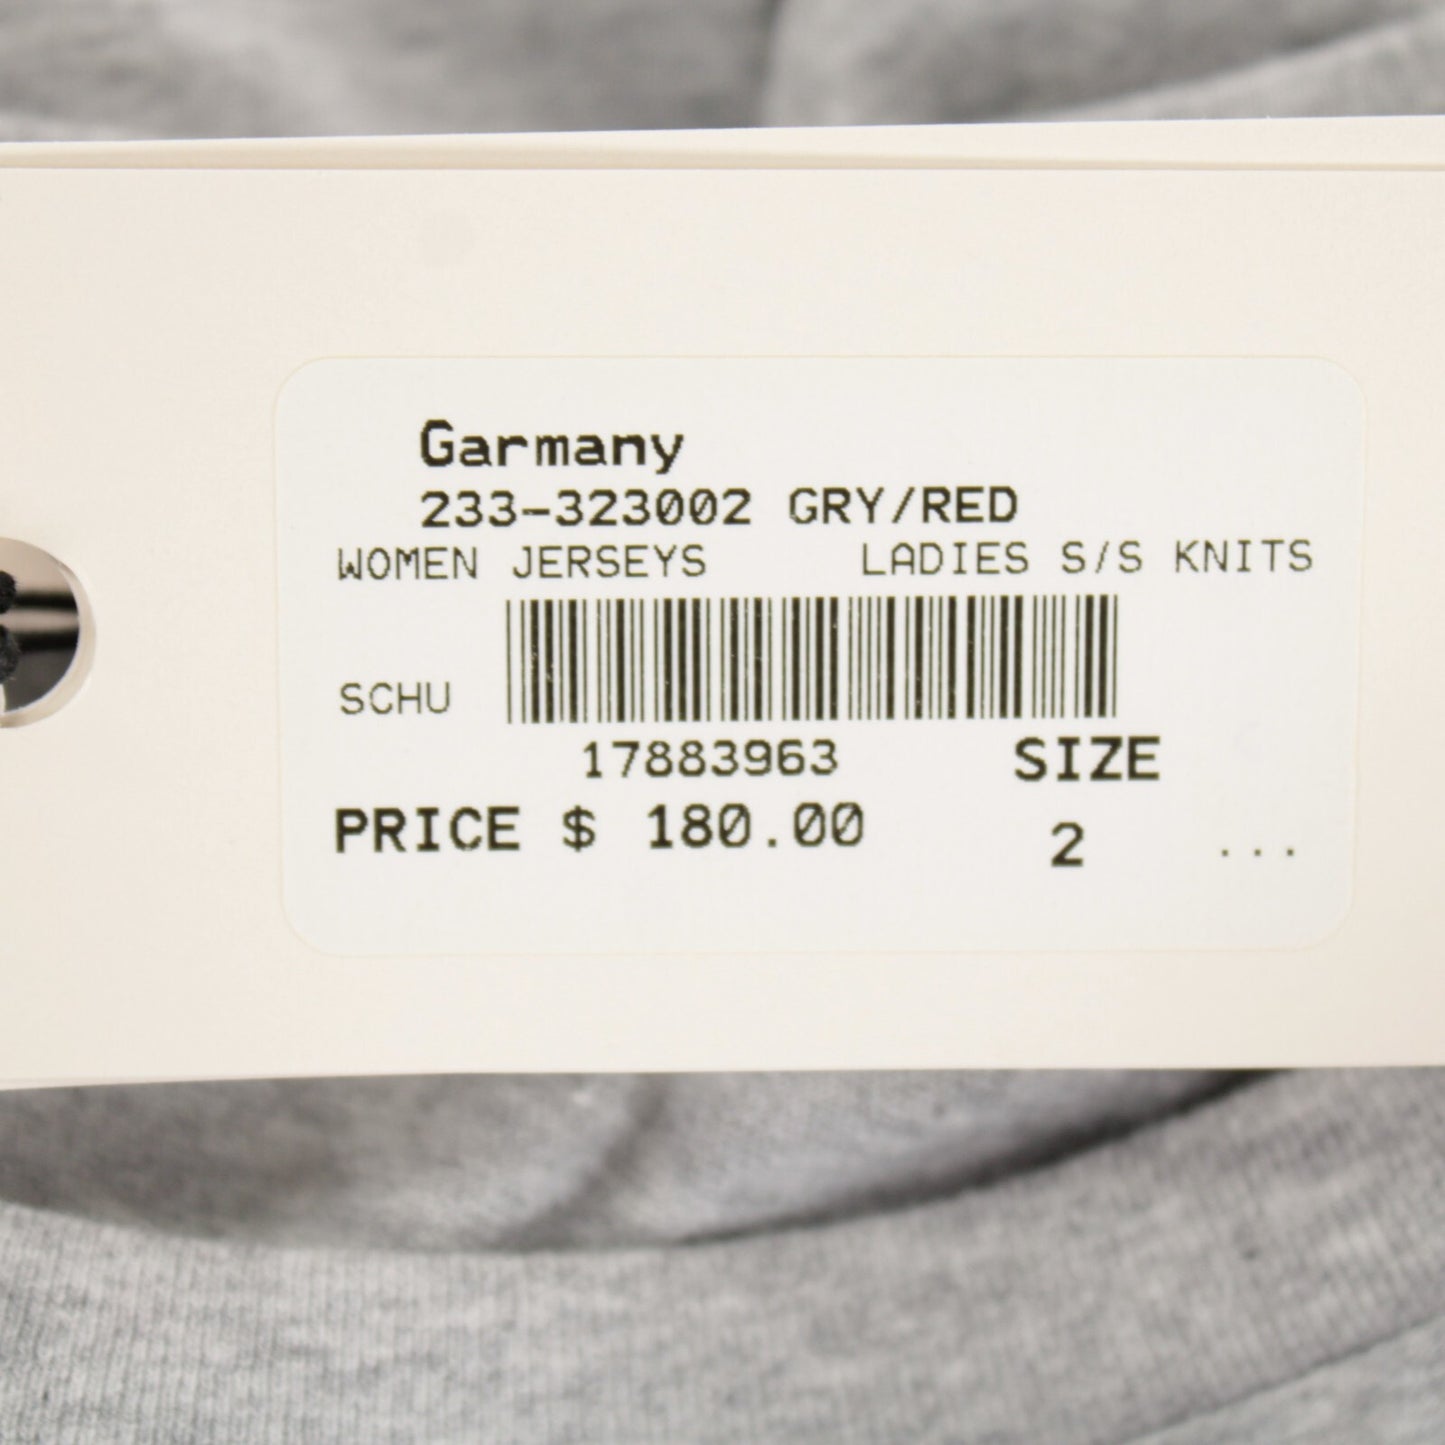 Garmany
233-323002 GRY/RED
WOMEN JERSEYS LADIES S/S KNITS
SCHU
17883963 SIZE
PRICE $ 180.00 2 ...